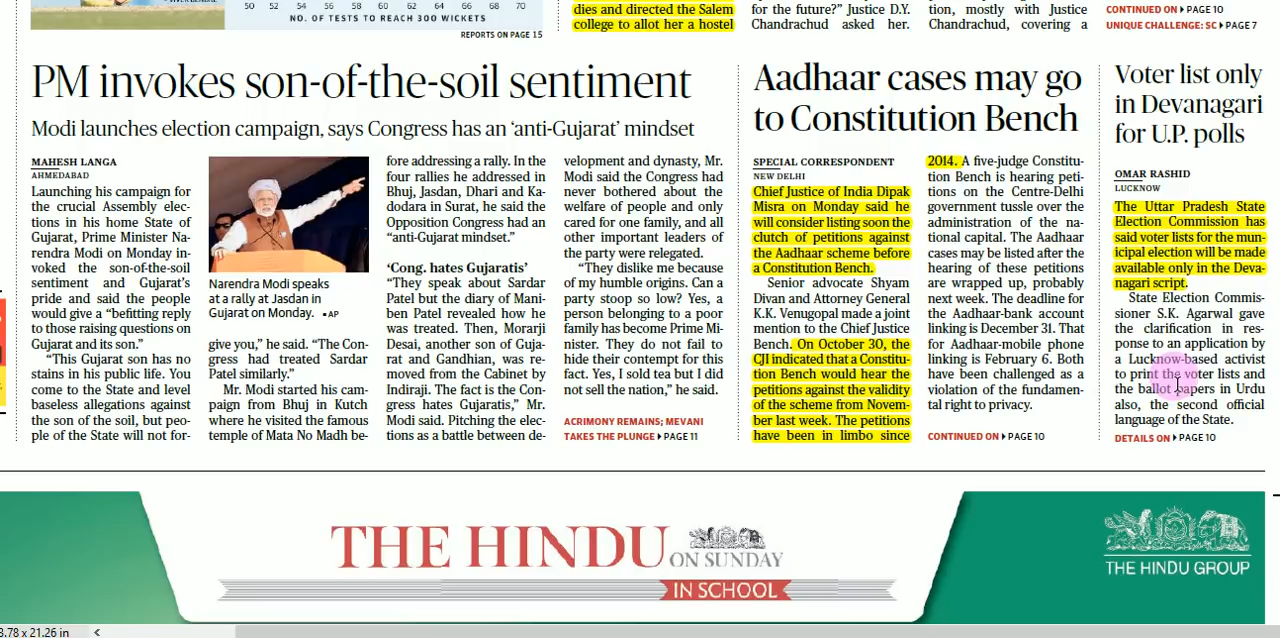 50 52 54 56 58 60 62 64 66 68 70
NO. OF TESTS TO REACH 300 WICKETS
REPORTS ON PAGE 15
dies and directed the Salem
college to allot her a hostel
for the future?” Justice D.Y.
Chandrachud asked her.
tion, mostly with Justice
Chandrachud, covering a
CONTINUED ON PAGE 10
UNIQUE CHALLENGE: SC PAGE 7
PM invokes son-of-the-soil sentiment
Modi launches election campaign, says Congress has an ‘anti-Gujarat’ mindset
MAHESH LANGA
AHMEDABAD
Launching his campaign for
the crucial Assembly elec-
tions in his home State of
Gujarat, Prime Minister Na-
rendra Modi on Monday in-
voked the son-of-the-soil
sentiment and Gujarat’s
pride and said the people
would give a “befitting reply
to those raising questions on
Gujarat and its son.”
“This Gujarat son has no
stains in his public life. You
come to the State and level
baseless allegations against
the son of the soil, but peo-
ple of the State will not for-
Narendra Modi speaks
at a rally at Jasdan in
Gujarat on Monday. ▪AP
give you,” he said. “The Con-
gress had treated Sardar
Patel similarly.”
Mr. Modi started his cam-
paign from Bhuj in Kutch
where he visited the famous
temple of Mata No Madh be-
fore addressing a rally. In the
four rallies he addressed in
Bhuj, Jasdan, Dhari and Ka-
dodara in Surat, he said the
Opposition Congress had an
“anti-Gujarat mindset.”
‘Cong. hates Gujaratis’
“They speak about Sardar
Patel but the diary of Mani-
ben Patel revealed how he
was treated. Then, Morarji
Desai, another son of Guja-
rat and Gandhian, was re-
moved from the Cabinet by
Indiraji. The fact is the Con-
gress hates Gujaratis,” Mr.
Modi said. Pitching the elec-
tions as a battle between de-
velopment and dynasty, Mr.
Modi said the Congress had
never bothered about the
welfare of people and only
cared for one family, and all
other important leaders of
the party were relegated.
“They dislike me because
of my humble origins. Can a
party stoop so low? Yes, a
person belonging to a poor
family has become Prime Mi-
nister. They do not fail to
hide their contempt for this
fact. Yes, I sold tea but I did
not sell the nation,” he said.
ACRIMONY REMAINS; MEVANI
TAKES THE PLUNGE PAGE 11
Aadhaar cases may go
to Constitution Bench
SPECIAL CORRESPONDENT
NEW DELHI
Chief Justice of India Dipak
Misra on Monday said he
will consider listing soon the
clutch of petitions against
the Aadhaar scheme before
a Constitution Bench.
Senior advocate Shyam
Divan and Attorney General
K.K. Venugopal made a joint
mention to the Chief Justice
Bench. On October 30, the
CJI indicated that a Constitu-
tion Bench would hear the
petitions against the validity
of the scheme from Novem-
ber last week. The petitions
have been in limbo since
2014. A five-judge Constitu-
tion Bench is hearing peti-
tions on the Centre-Delhi
government tussle over the
administration of the na-
tional capital. The Aadhaar
cases may be listed after the
hearing of these petitions
are wrapped up, probably
next week. The deadline for
the Aadhaar-bank account
linking is December 31. That
for Aadhaar-mobile phone
linking is February 6. Both
have been challenged as a
violation of the fundamen-
tal right to privacy.
CONTINUED ON PAGE 10
Voter list only
in Devanagari
for U.P. polls
OMAR RASHID
LUCKNOW
The Uttar Pradesh State
Election Commission has
said voter lists for the mun-
icipal election will be made
available only in the Deva-
nagari script.
State Election Commis-
sioner S.K. Agarwal gave
the clarification in res-
ponse to an application by
a Lucknow-based activist
to print the voter lists and
the ballot papers in Urdu
also, the second official
language of the State.
DETAILS ON PAGE 10
THE HINDU
ON SUNDAY
IN SCHOOL
THE HINDU GROUP
8.78 x 21.26 in